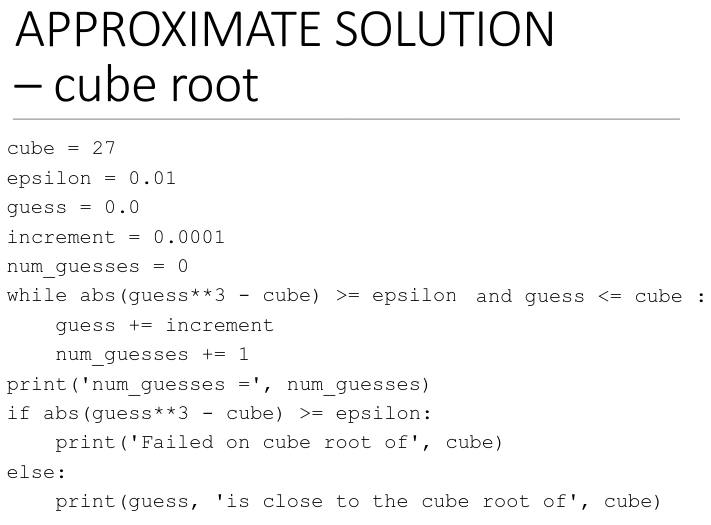 APPROXIMATE SOLUTION
– cube root
cube = 27
epsilon = 0.01
guess = 0.0
increment = 0.0001
num_guesses = 0
while abs(guess**3 - cube) >= epsilon and guess <= cube :
    guess += increment
    num_guesses += 1
print('num_guesses =', num_guesses)
if abs(guess**3 - cube) >= epsilon:
    print('Failed on cube root of', cube)
else:
    print(guess, 'is close to the cube root of', cube)